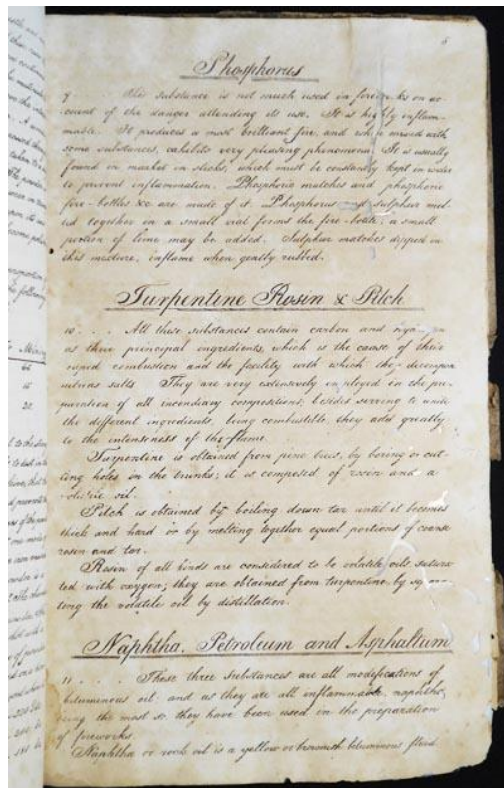 5
Phosphorus
9 . . . . This substance is not much used in fireworks on ac-
count of the danger attending its use. It is highly inflam-
mable. It produces a most brilliant fire, and when mixed with
some substances, exhibits very pleasing phenomena. It is usually
found in market in sticks, which must be constantly kept in water
to prevent inflammation. Phosphoric matches and phosphoric
fire-bottles &c are made of it. Phosphorus and sulphur mel-
ted together in a small vial forms the fire-bottle; a small
portion of lime may be added. Sulphur matches dipped in
this mixture, inflame when gently rubbed.
Turpentine Rosin & Pitch
10 . . . . All these substances contain carbon and
as their principal ingredients, which is the cause of their
rapid combustion and the facility with which they decompose
nitrous salts. They are very extensively employed in the pre-
paration of all incendiary compositions; besides serving to unite
the different ingredients, being combustible, they add greatly
to the intenseness of the flame.
Turpentine is obtained from pine trees, by boring or cut-
ting holes in the trunks; it is composed of rosin and a
volatile oil.
Pitch is obtained by boiling down tar until it becomes
thick and hard or by melting together equal portions of coarse
rosin and tar.
Rosin of all kinds are considered to be volatile oils satura-
ted with oxygen; they are obtained from turpentine by separa-
ting the volatile oil by distillation.
Naphtha, Petroleum and Asphaltum
11 . . . . These three substances are all modifications of
bituminous oil and as they are all inflammable, naphtha,
being the most so, they have been used in the preparation
of fireworks.
Naphtha or rock oil is a yellow or brownish bituminous fluid